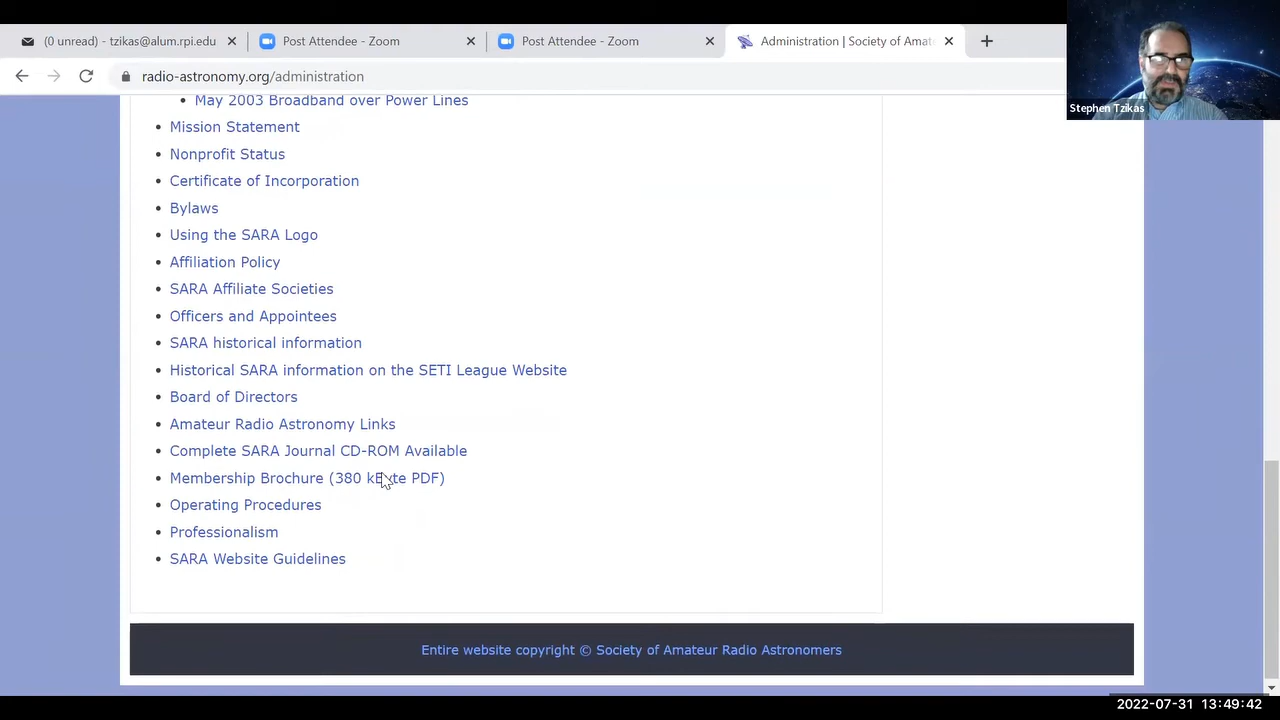 (0 unread) - tzikas@alum.rpi.edu
Post Attendee - Zoom
Post Attendee - Zoom
Administration | Society of Amat
radio-astronomy.org/administration
Stephen Tzikas
May 2003 Broadband over Power Lines
Mission Statement
Nonprofit Status
Certificate of Incorporation
Bylaws
Using the SARA Logo
Affiliation Policy
SARA Affiliate Societies
Officers and Appointees
SARA historical information
Historical SARA information on the SETI League Website
Board of Directors
Amateur Radio Astronomy Links
Complete SARA Journal CD-ROM Available
Membership Brochure (380 kByte PDF)
Operating Procedures
Professionalism
SARA Website Guidelines
Entire website copyright © Society of Amateur Radio Astronomers
2022-07-31 13:49:42